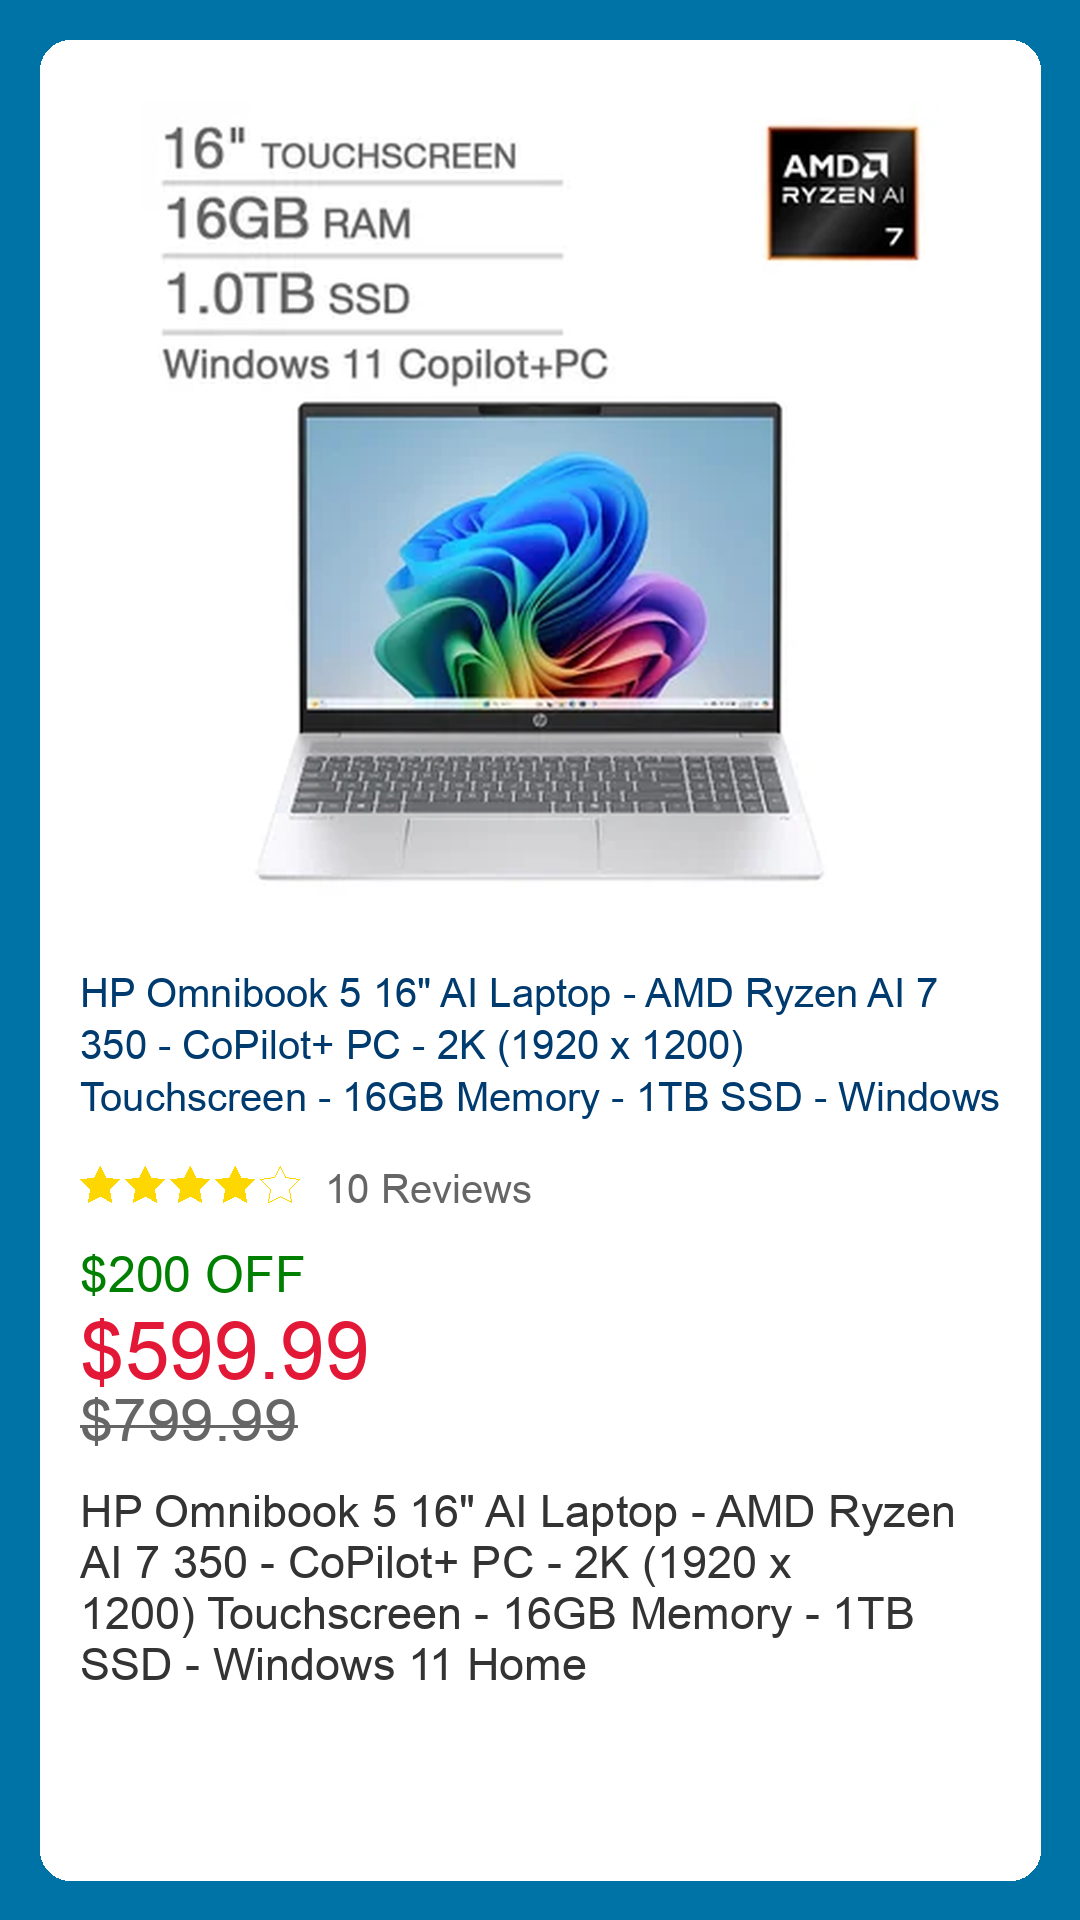 16" TOUCHSCREEN
AMD
RYZEN AI
7
16GB RAM
1.0TB SSD
Windows 11 Copilot+PC
hp
HP Omnibook 5 16" AI Laptop - AMD Ryzen AI 7
350 - CoPilot+ PC - 2K (1920 x 1200)
Touchscreen - 16GB Memory - 1TB SSD - Windows
10 Reviews
$200 OFF
$599.99
$799.99
HP Omnibook 5 16" AI Laptop - AMD Ryzen
AI 7 350 - CoPilot+ PC - 2K (1920 x
1200) Touchscreen - 16GB Memory - 1TB
SSD - Windows 11 Home